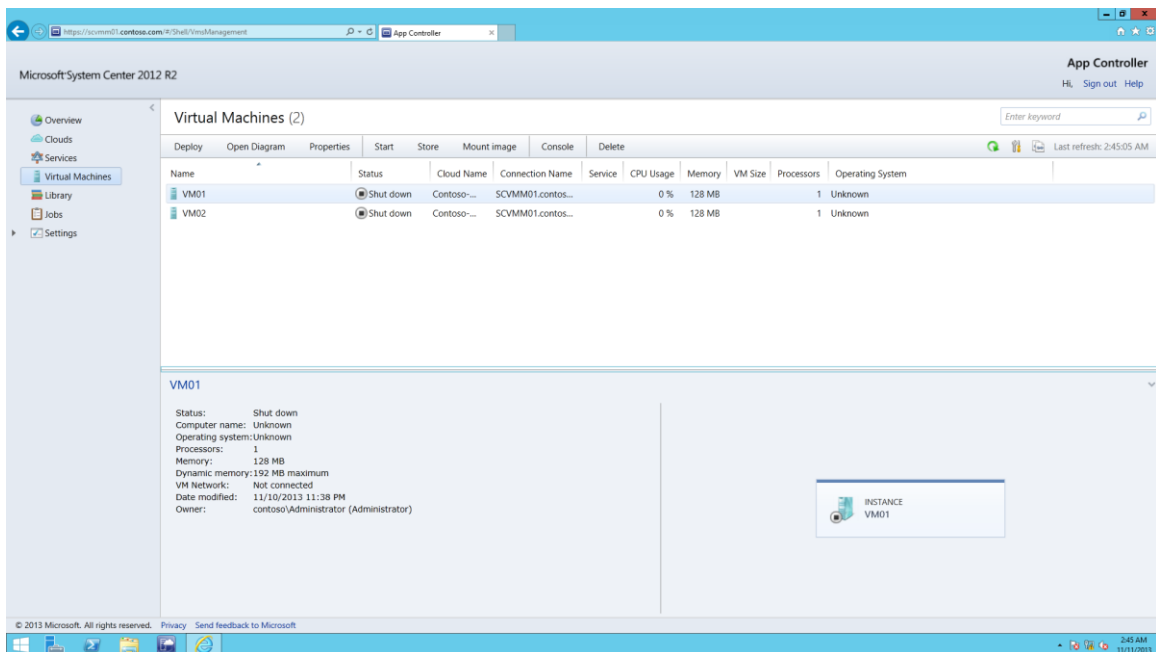 https://scvmm01.contoso.com/#/Shell/VmsManagement
App Controller
Microsoft System Center 2012 R2
App Controller
Hi, Sign out Help
Overview
Clouds
Services
Virtual Machines
Library
Jobs
Settings
Virtual Machines (2)
Enter keyword
Deploy Open Diagram Properties Start Store Mount image Console Delete
Last refresh: 2:45:05 AM
Name Status Cloud Name Connection Name Service CPU Usage Memory VM Size Processors Operating System
VM01 Shut down Contoso-... SCVMM01.contos... 0 % 128 MB 1 Unknown
VM02 Shut down Contoso-... SCVMM01.contos... 0 % 128 MB 1 Unknown
VM01
Status: Shut down
Computer name: Unknown
Operating system: Unknown
Processors: 1
Memory: 128 MB
Dynamic memory: 192 MB maximum
VM Network: Not connected
Date modified: 11/10/2013 11:38 PM
Owner: contoso\Administrator (Administrator)
INSTANCE
VM01
© 2013 Microsoft. All rights reserved. Privacy Send feedback to Microsoft
2:45 AM
11/11/2013